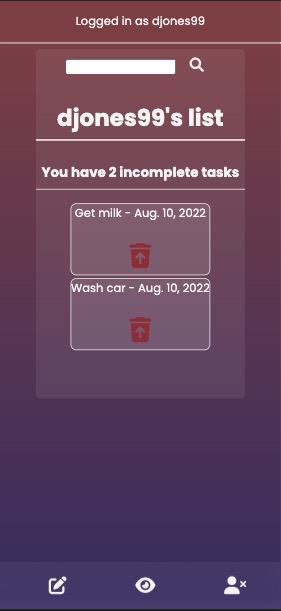 Logged in as djones99
djones99's list
You have 2 incomplete tasks
Get milk - Aug. 10, 2022
Wash car - Aug. 10, 2022